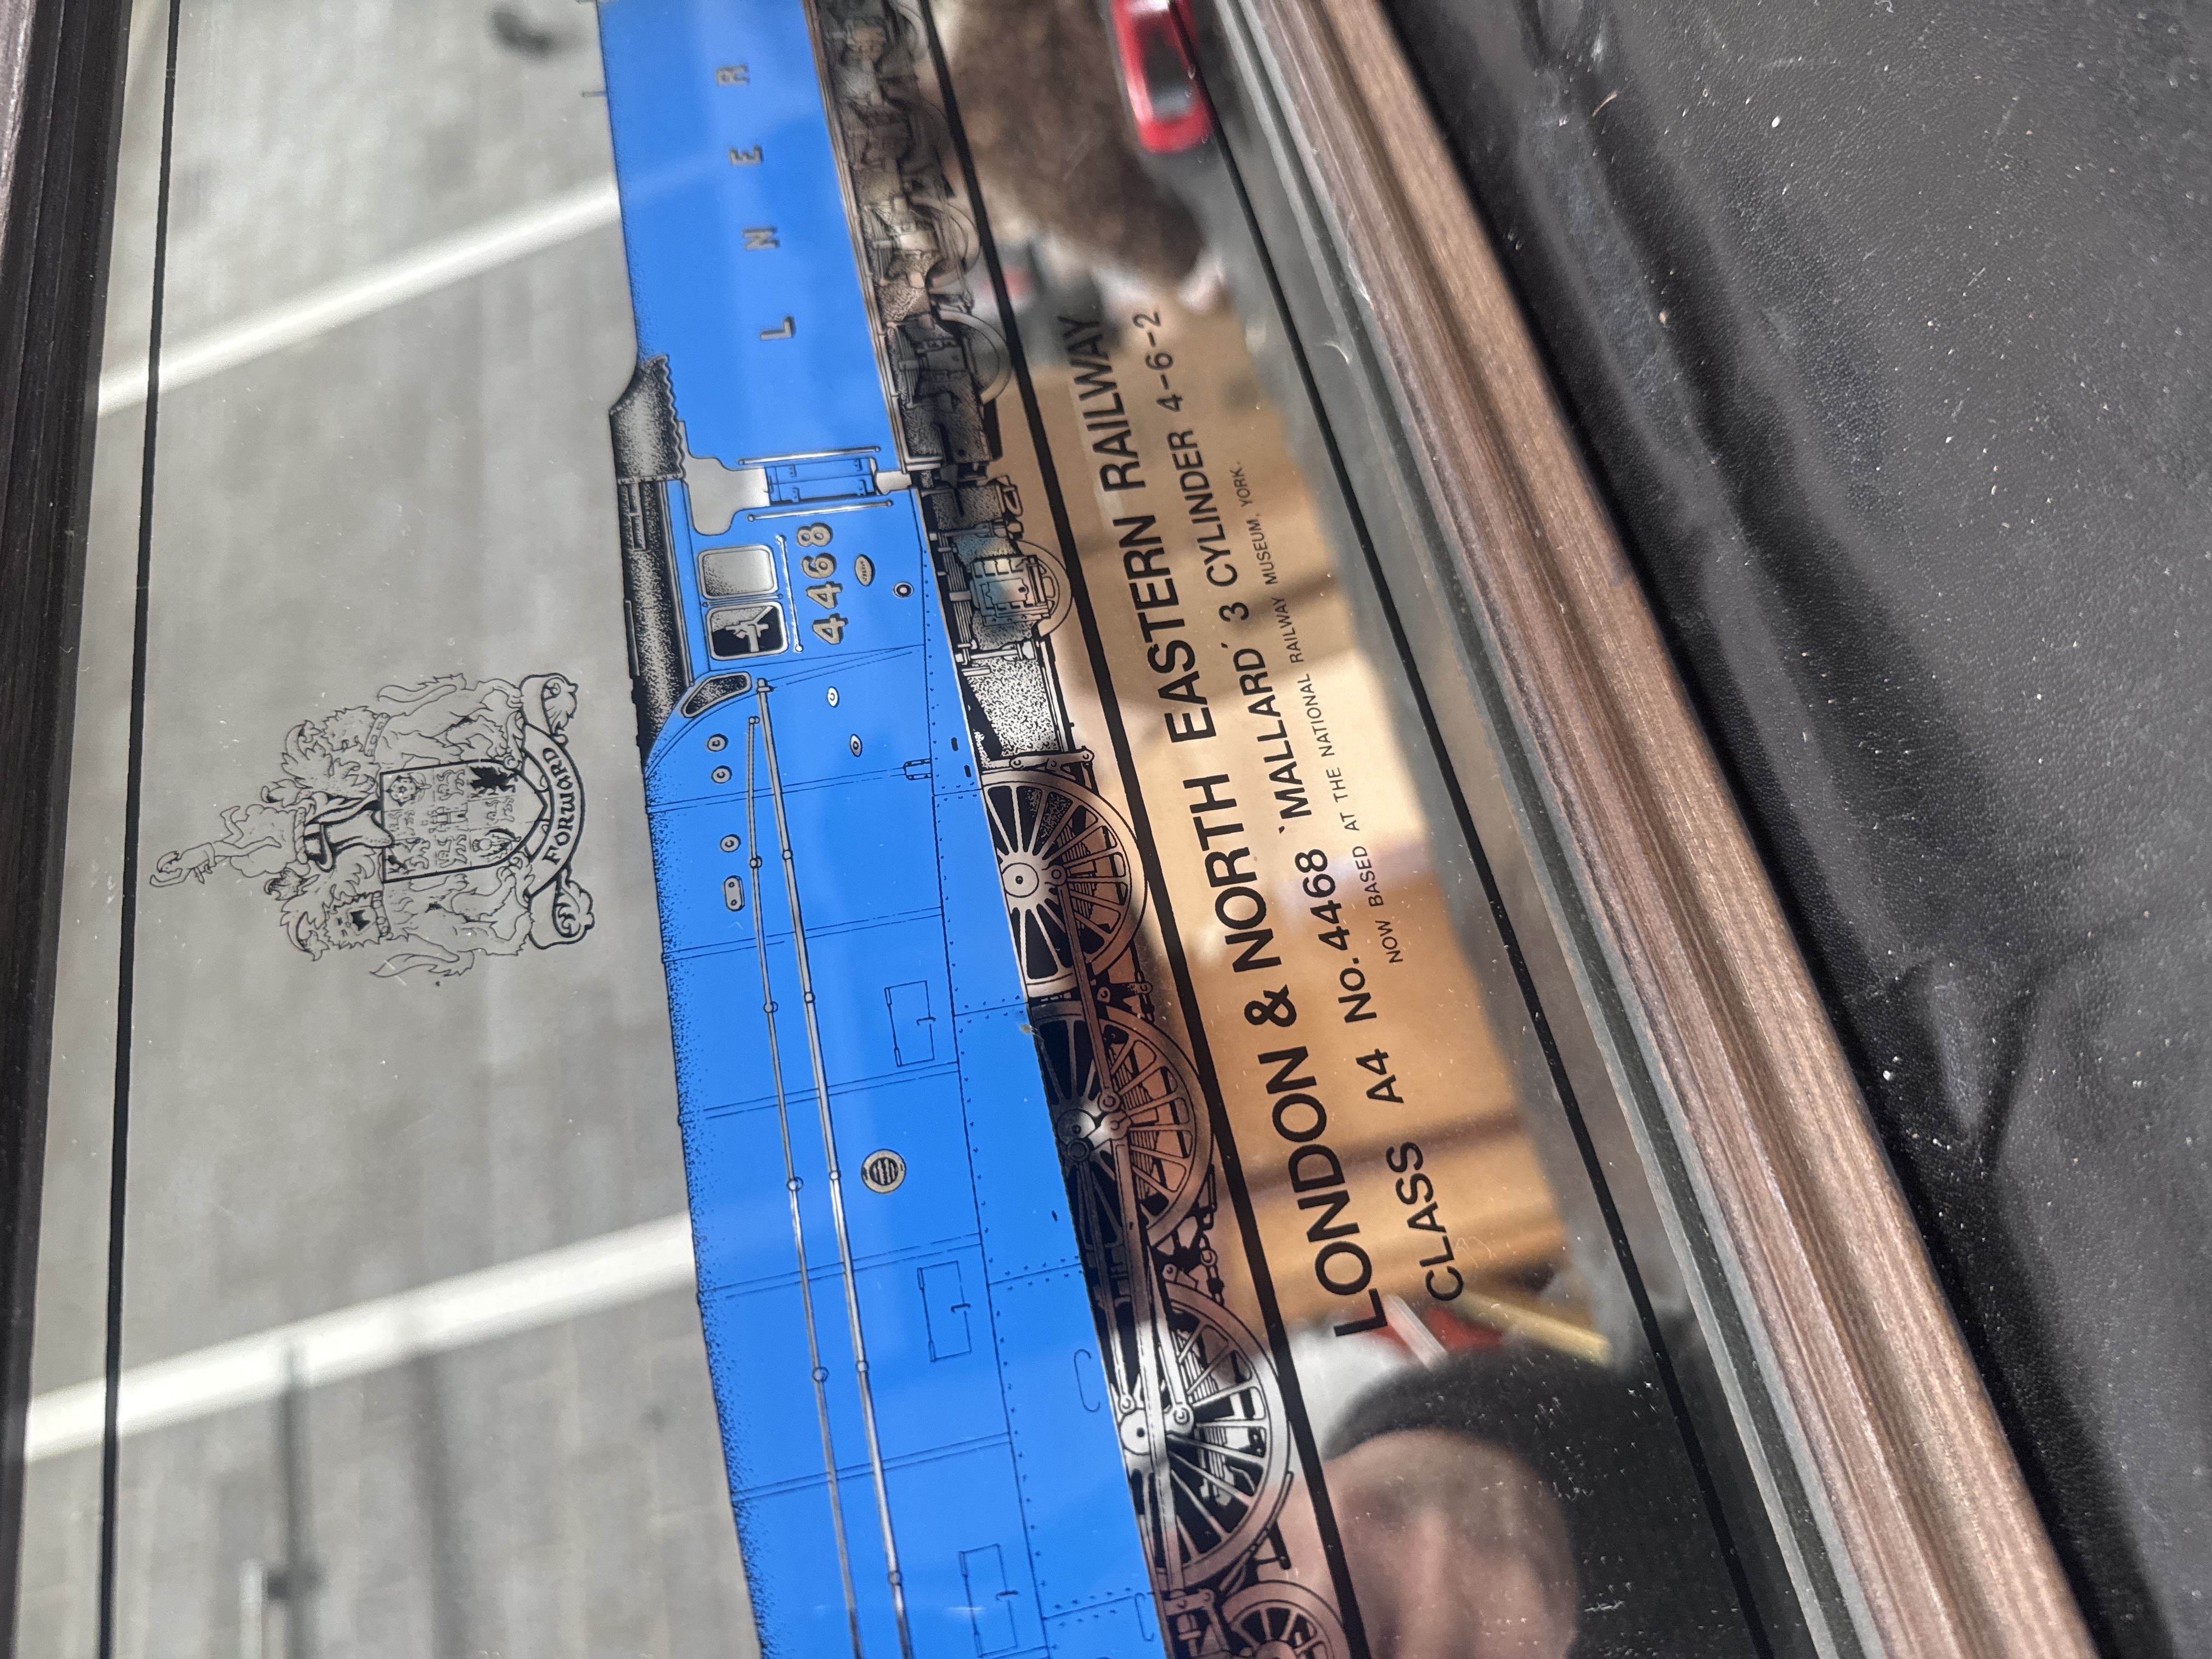 FORWARD
L N E R
4468
LONDON & NORTH EASTERN RAILWAY
CLASS A4 No. 4468 `MALLARD´ 3 CYLINDER 4-6-2
NOW BASED AT THE NATIONAL RAILWAY MUSEUM, YORK.